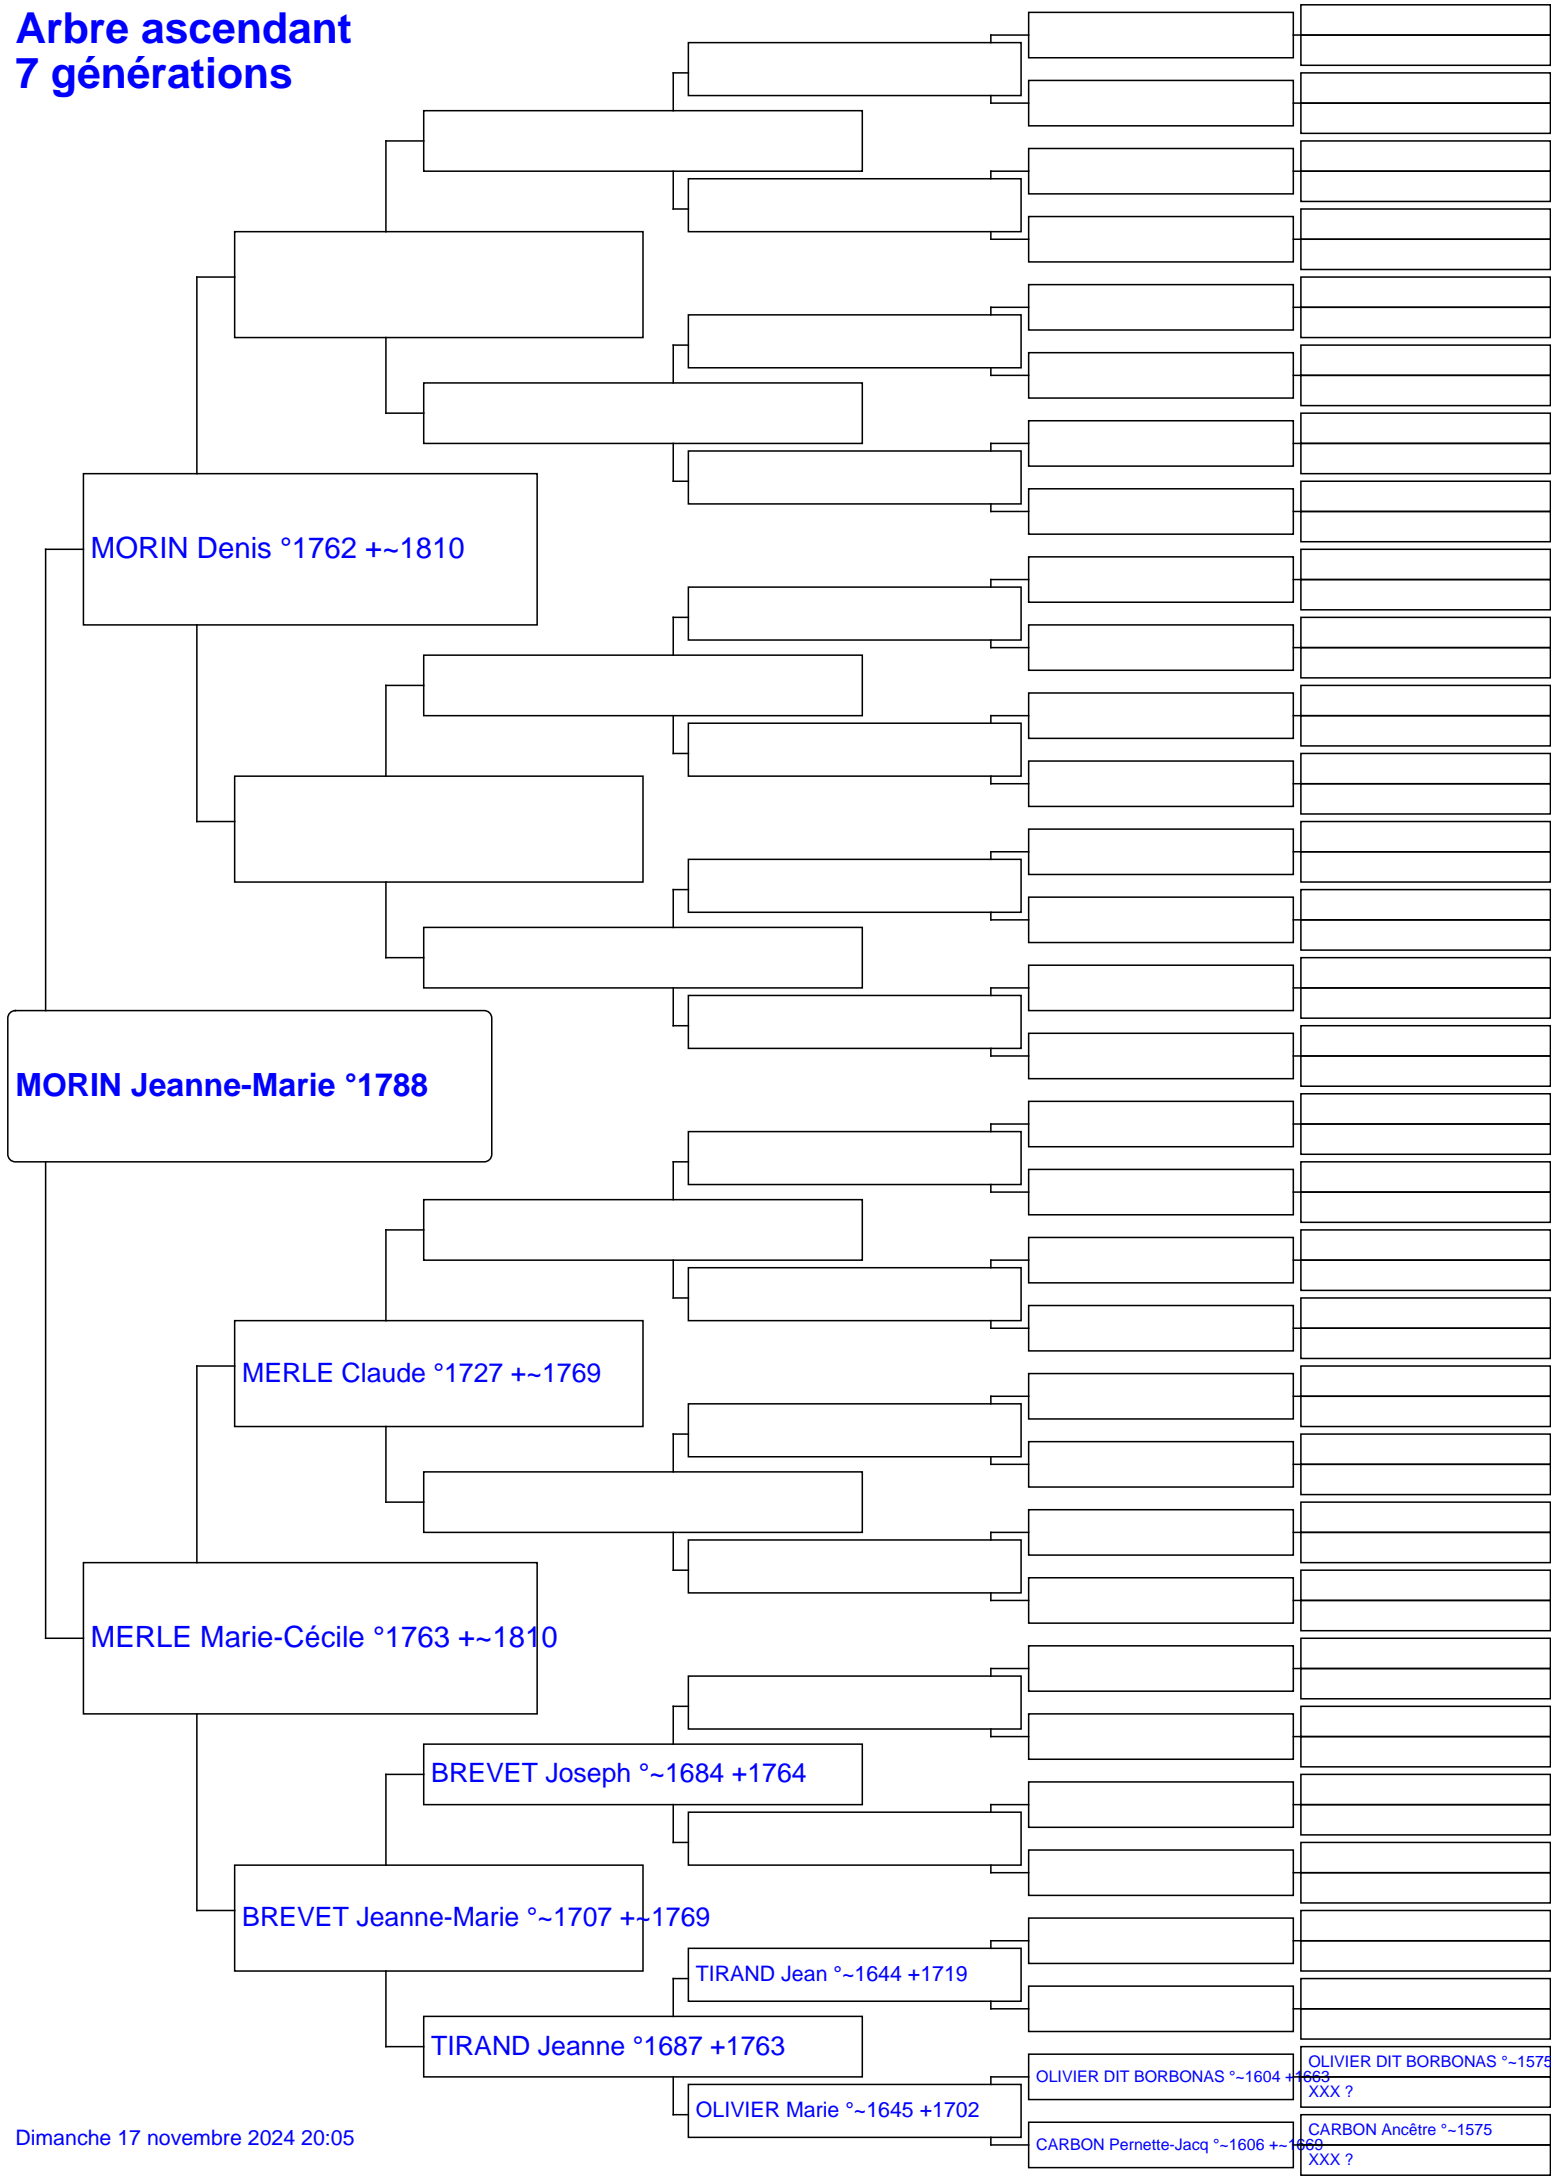 Arbre ascendant
7 générations
MORIN Denis °1762 +~1810
MORIN Jeanne-Marie °1788
MERLE Claude °1727 +~1769
MERLE Marie-Cécile °1763 +~1810
BREVET Joseph °~1684 +1764
BREVET Jeanne-Marie °~1707 +~1769
TIRAND Jean °~1644 +1719
TIRAND Jeanne °1687 +1763
OLIVIER DIT BORBONAS °~1575
OLIVIER DIT BORBONAS °~1604 +1663
XXX ?
OLIVIER Marie °~1645 +1702
CARBON Ancêtre °~1575
CARBON Pernette-Jacq °~1606 +~1669
XXX ?
Dimanche 17 novembre 2024 20:05